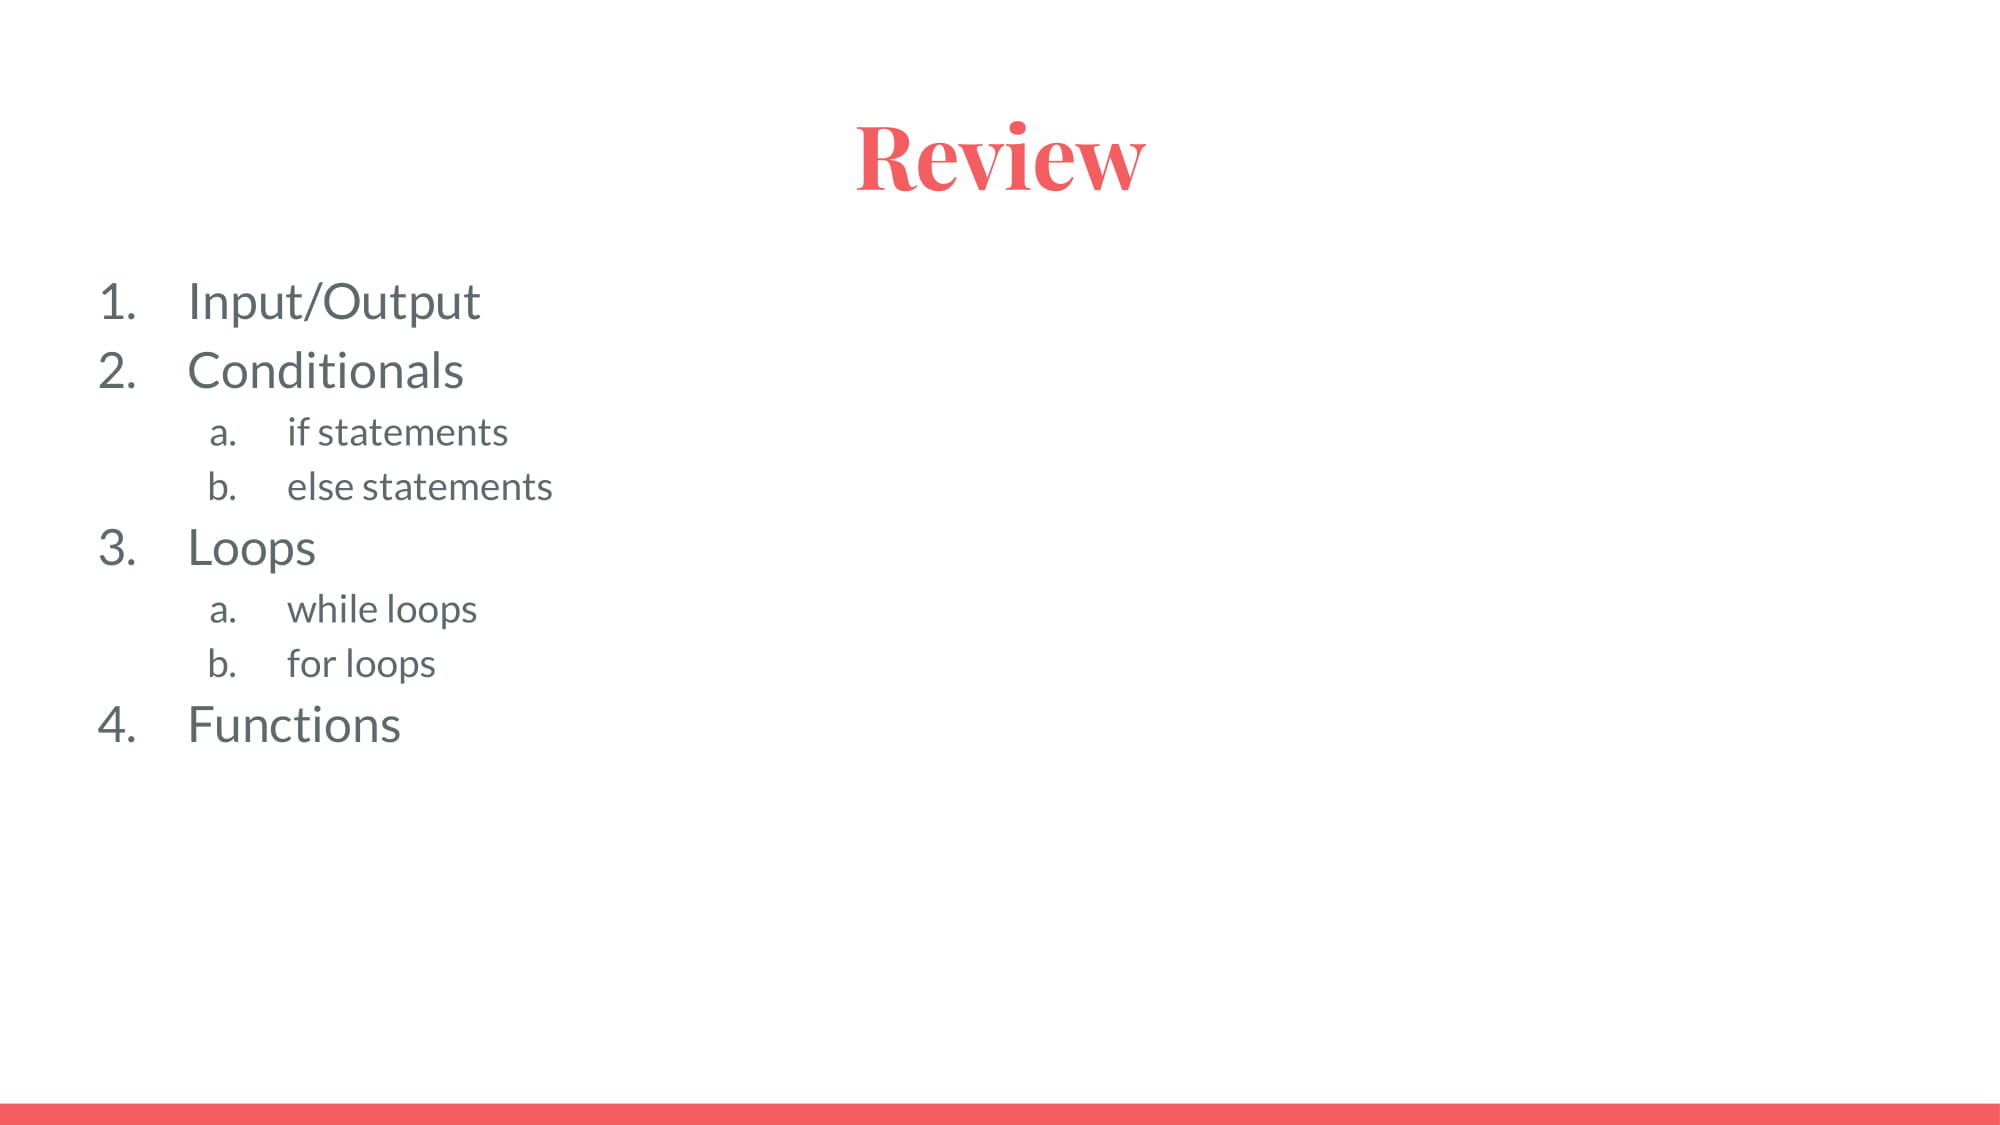 Review
1. Input/Output
2. Conditionals
a. if statements
b. else statements
3. Loops
a. while loops
b. for loops
4. Functions